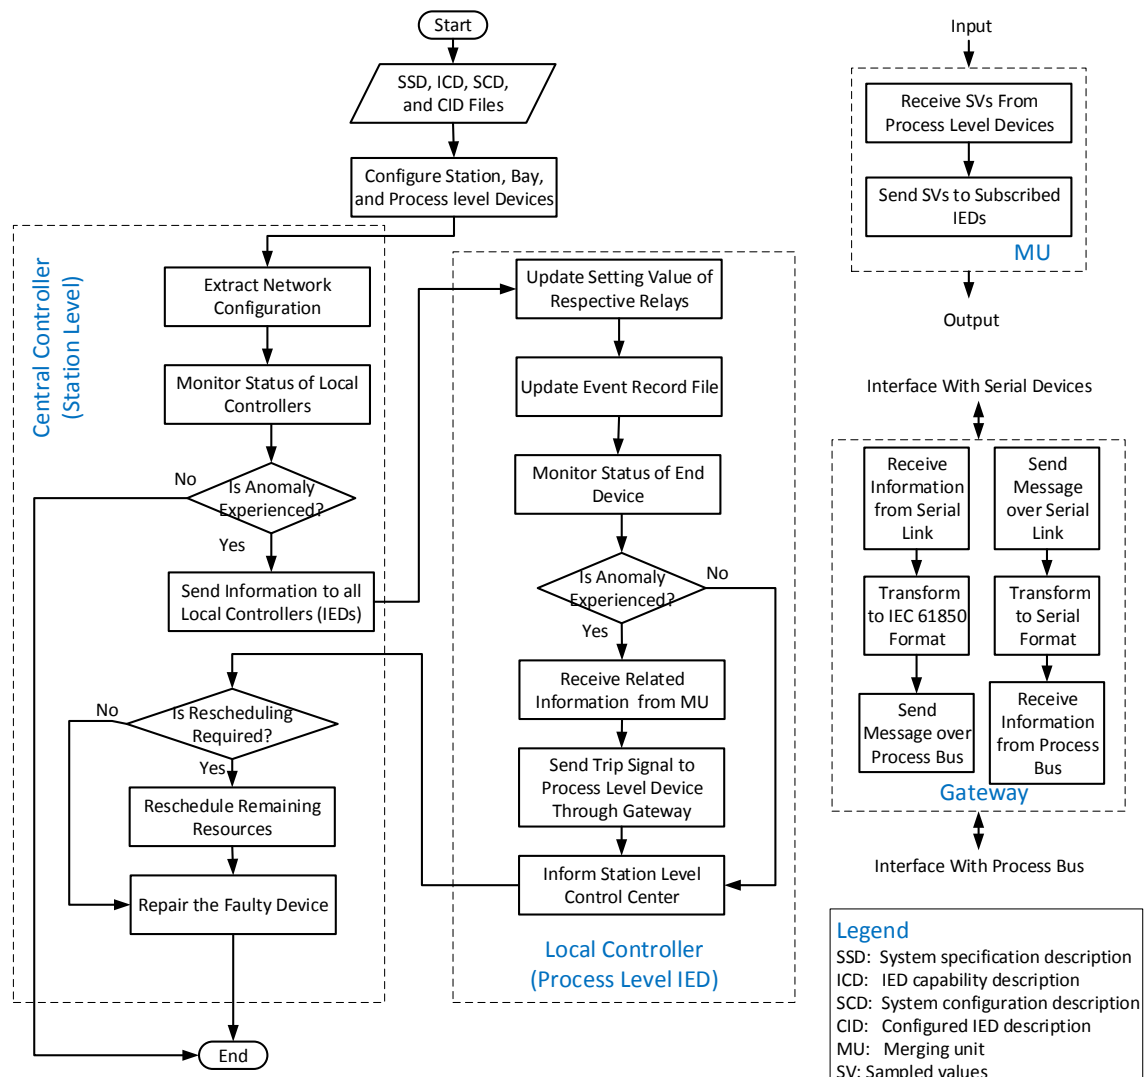 Start
SSD, ICD, SCD,
and CID Files
Configure Station, Bay,
and Process level Devices
Central Controller
(Station Level)
Extract Network
Configuration
Monitor Status of Local
Controllers
No
Is Anomaly
Experienced?
Yes
Send Information to all
Local Controllers (IEDs)
No
Is Rescheduling
Required?
Yes
Reschedule Remaining
Resources
Repair the Faulty Device
End
Update Setting Value of
Respective Relays
Update Event Record File
Monitor Status of End
Device
Is Anomaly
Experienced?
No
Yes
Receive Related
Information from MU
Send Trip Signal to
Process Level Device
Through Gateway
Inform Station Level
Control Center
Local Controller
(Process Level IED)
Input
Receive SVs From
Process Level Devices
Send SVs to Subscribed
IEDs
MU
Output
Interface With Serial Devices
Receive
Information
from Serial
Link
Transform
to IEC 61850
Format
Send
Message over
Process Bus
Send
Message
over Serial
Link
Transform
to Serial
Format
Receive
Information
from Process
Bus
Gateway
Interface With Process Bus
Legend
SSD: System specification description
ICD: IED capability description
SCD: System configuration description
CID: Configured IED description
MU: Merging unit
SV: Sampled values